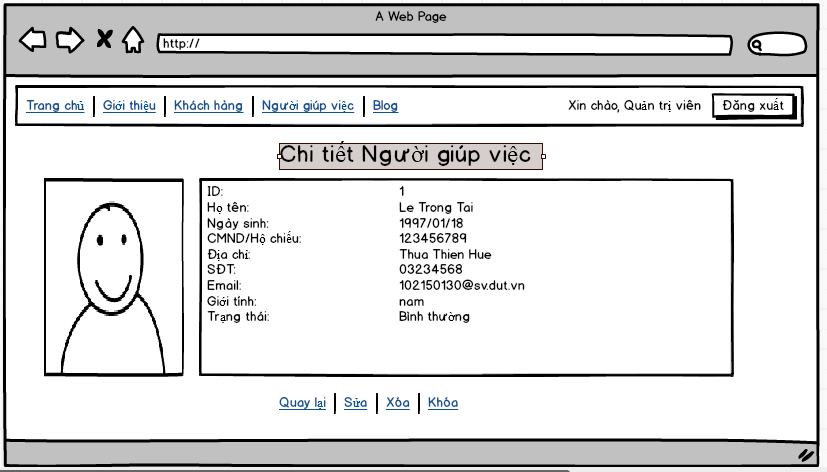 A Web Page
http://
Trang chủ Giới thiệu Khách hàng Người giúp việc Blog Xin chào, Quản trị viên Đăng xuất
Chi tiết Người giúp việc
ID: 1
Họ tên: Le Trong Tai
Ngày sinh: 1997/01/18
CMND/Hộ chiếu: 123456789
Địa chỉ: Thua Thien Hue
SĐT: 03234568
Email: 102150130@sv.dut.vn
Giới tính: nam
Trạng thái: Bình thường
Quay lại Sửa Xóa Khóa